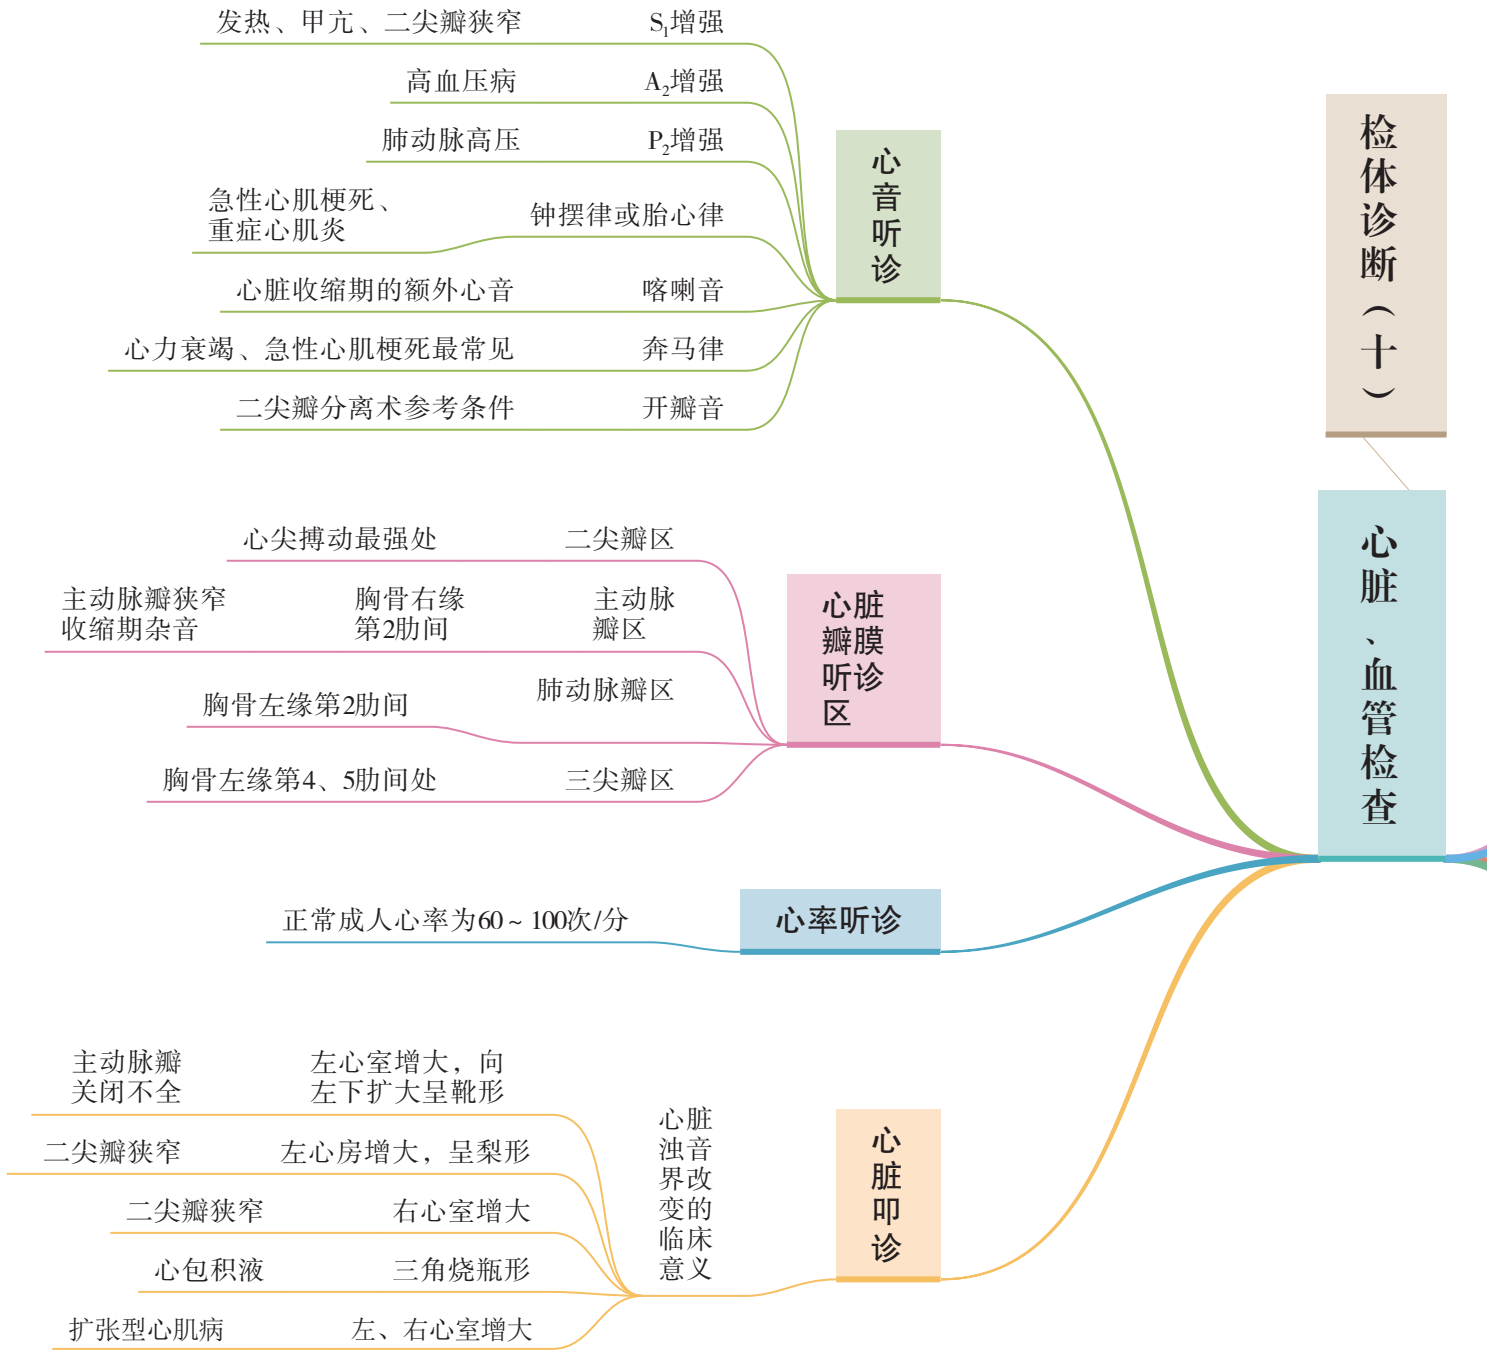 检体诊断（十）
心脏、血管检查
心音听诊
S₁增强
发热、甲亢、二尖瓣狭窄
A₂增强
高血压病
P₂增强
肺动脉高压
钟摆律或胎心律
急性心肌梗死、
重症心肌炎
喀喇音
心脏收缩期的额外心音
奔马律
心力衰竭、急性心肌梗死最常见
开瓣音
二尖瓣分离术参考条件
心脏
瓣膜
听诊
区
二尖瓣区
心尖搏动最强处
主动脉
瓣区
胸骨右缘
第2肋间
主动脉瓣狭窄
收缩期杂音
肺动脉瓣区
胸骨左缘第2肋间
三尖瓣区
胸骨左缘第4、5肋间处
心率听诊
正常成人心率为60～100次/分
心脏叩诊
心脏
浊音
界改
变的
临床
意义
左心室增大，向
左下扩大呈靴形
主动脉瓣
关闭不全
左心房增大，呈梨形
二尖瓣狭窄
右心室增大
二尖瓣狭窄
三角烧瓶形
心包积液
左、右心室增大
扩张型心肌病